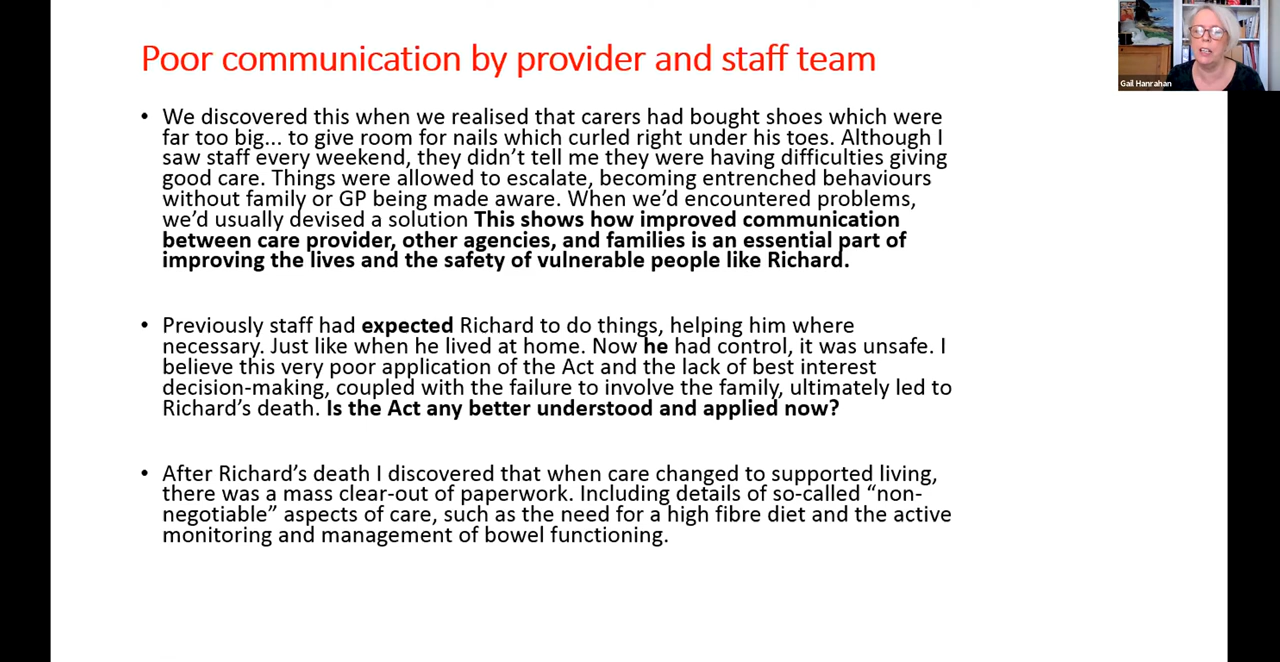 Poor communication by provider and staff team
Gail Hanrahan
• We discovered this when we realised that carers had bought shoes which were
far too big... to give room for nails which curled right under his toes. Although I
saw staff every weekend, they didn’t tell me they were having difficulties giving
good care. Things were allowed to escalate, becoming entrenched behaviours
without family or GP being made aware. When we’d encountered problems,
we’d usually devised a solution This shows how improved communication
between care provider, other agencies, and families is an essential part of
improving the lives and the safety of vulnerable people like Richard.
• Previously staff had expected Richard to do things, helping him where
necessary. Just like when he lived at home. Now he had control, it was unsafe. I
believe this very poor application of the Act and the lack of best interest
decision-making, coupled with the failure to involve the family, ultimately led to
Richard’s death. Is the Act any better understood and applied now?
• After Richard’s death I discovered that when care changed to supported living,
there was a mass clear-out of paperwork. Including details of so-called “non-
negotiable” aspects of care, such as the need for a high fibre diet and the active
monitoring and management of bowel functioning.